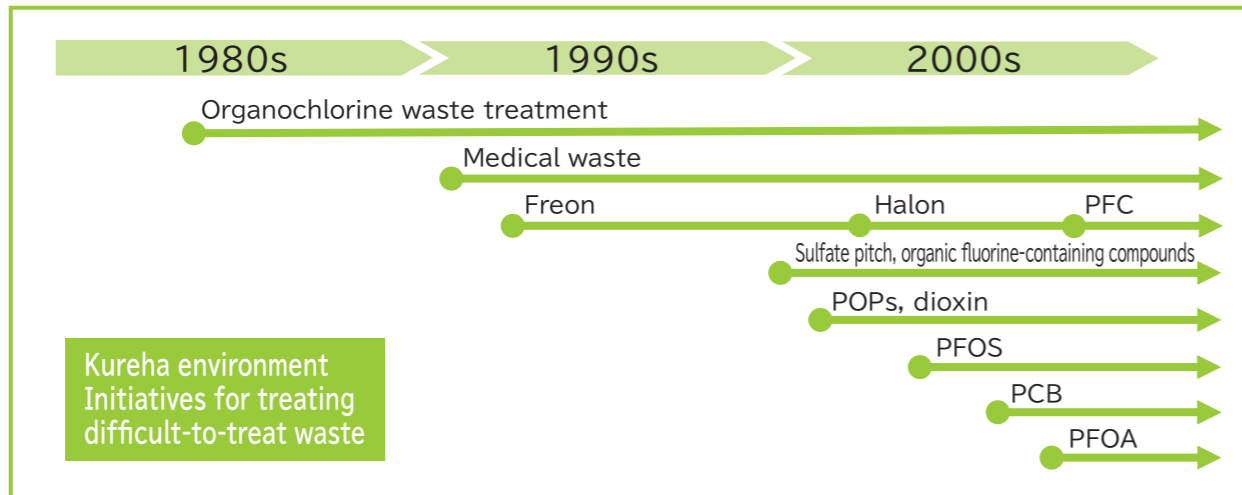 1980s
1990s
2000s
Organochlorine waste treatment
Medical waste
Freon
Halon
PFC
Sulfate pitch, organic fluorine-containing compounds
POPs, dioxin
PFOS
PCB
PFOA
Kureha environment
Initiatives for treating
difficult-to-treat waste